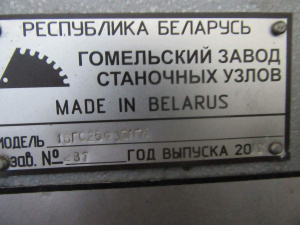 РЕСПУБЛИКА БЕЛАРУСЬ
ГОМЕЛЬСКИЙ ЗАВОД
СТАНОЧНЫХ УЗЛОВ
MADE IN BELARUS
МОДЕЛЬ
ЗАВ. № ГОД ВЫПУСКА 20